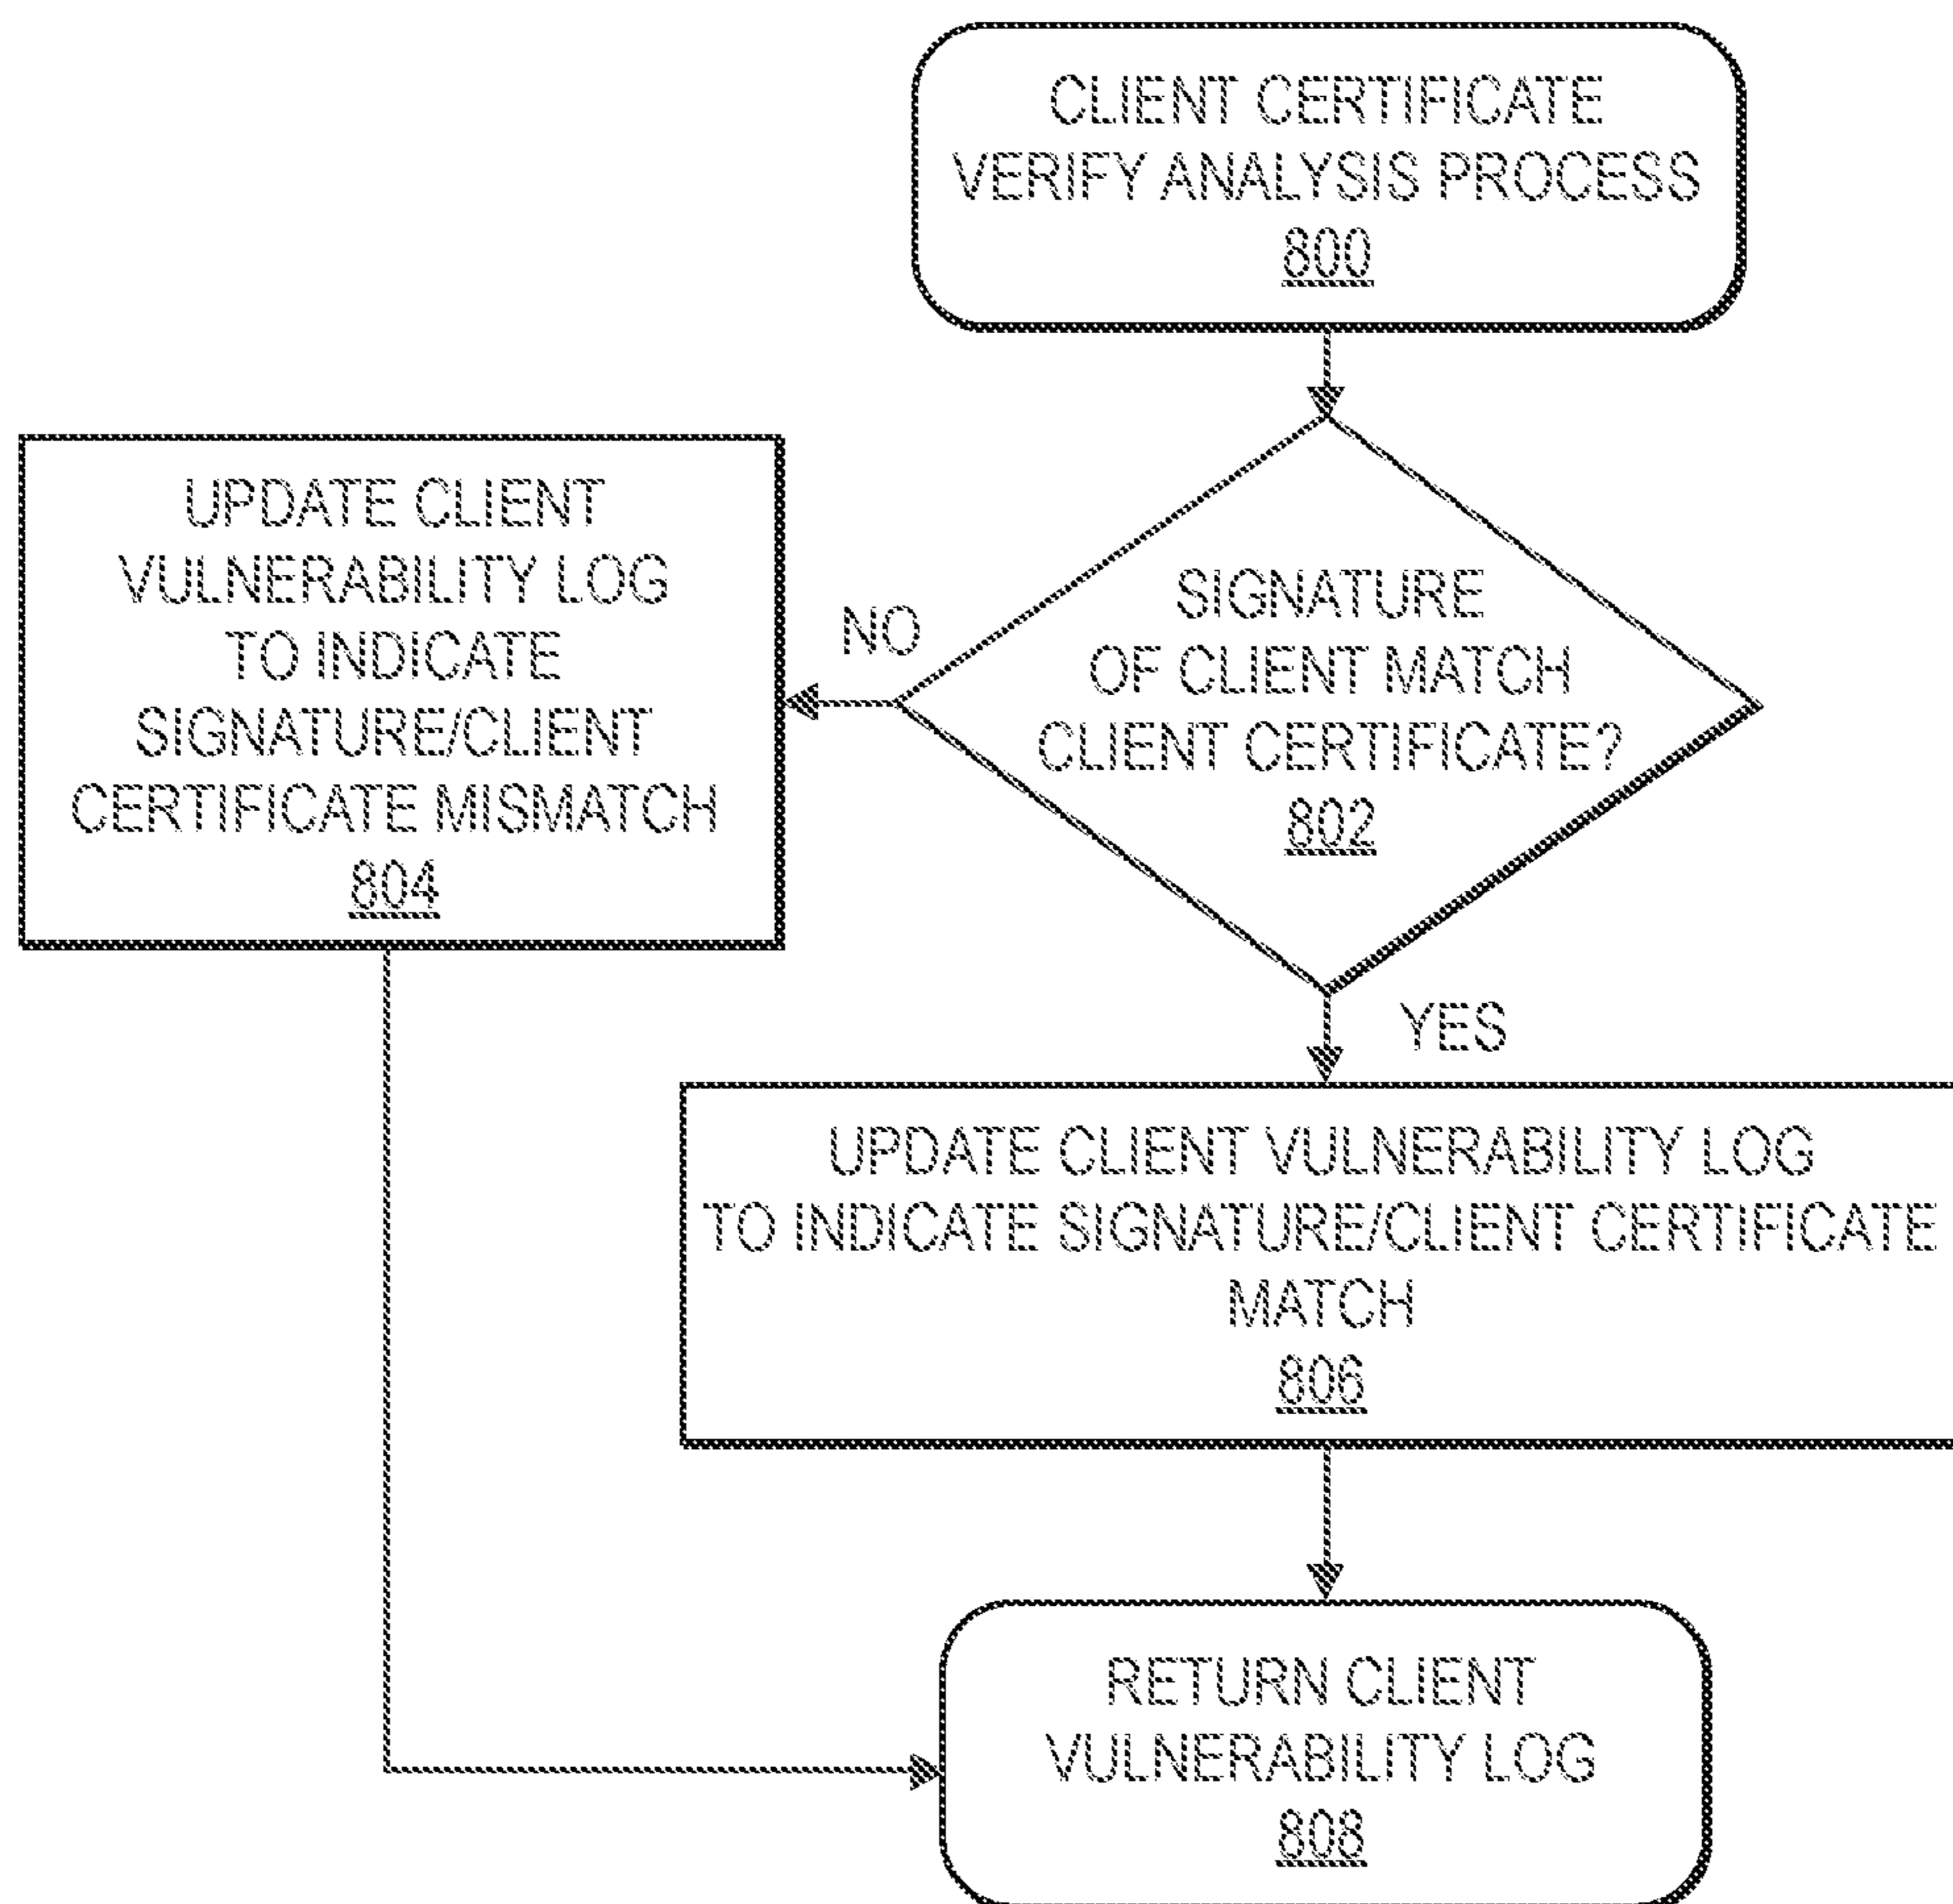 CLIENT CERTIFICATE
VERIFY ANALYSIS PROCESS
800
SIGNATURE
OF CLIENT MATCH
CLIENT CERTIFICATE?
802
NO
UPDATE CLIENT
VULNERABILITY LOG
TO INDICATE
SIGNATURE/CLIENT
CERTIFICATE MISMATCH
804
YES
UPDATE CLIENT VULNERABILITY LOG
TO INDICATE SIGNATURE/CLIENT CERTIFICATE
MATCH
806
RETURN CLIENT
VULNERABILITY LOG
808